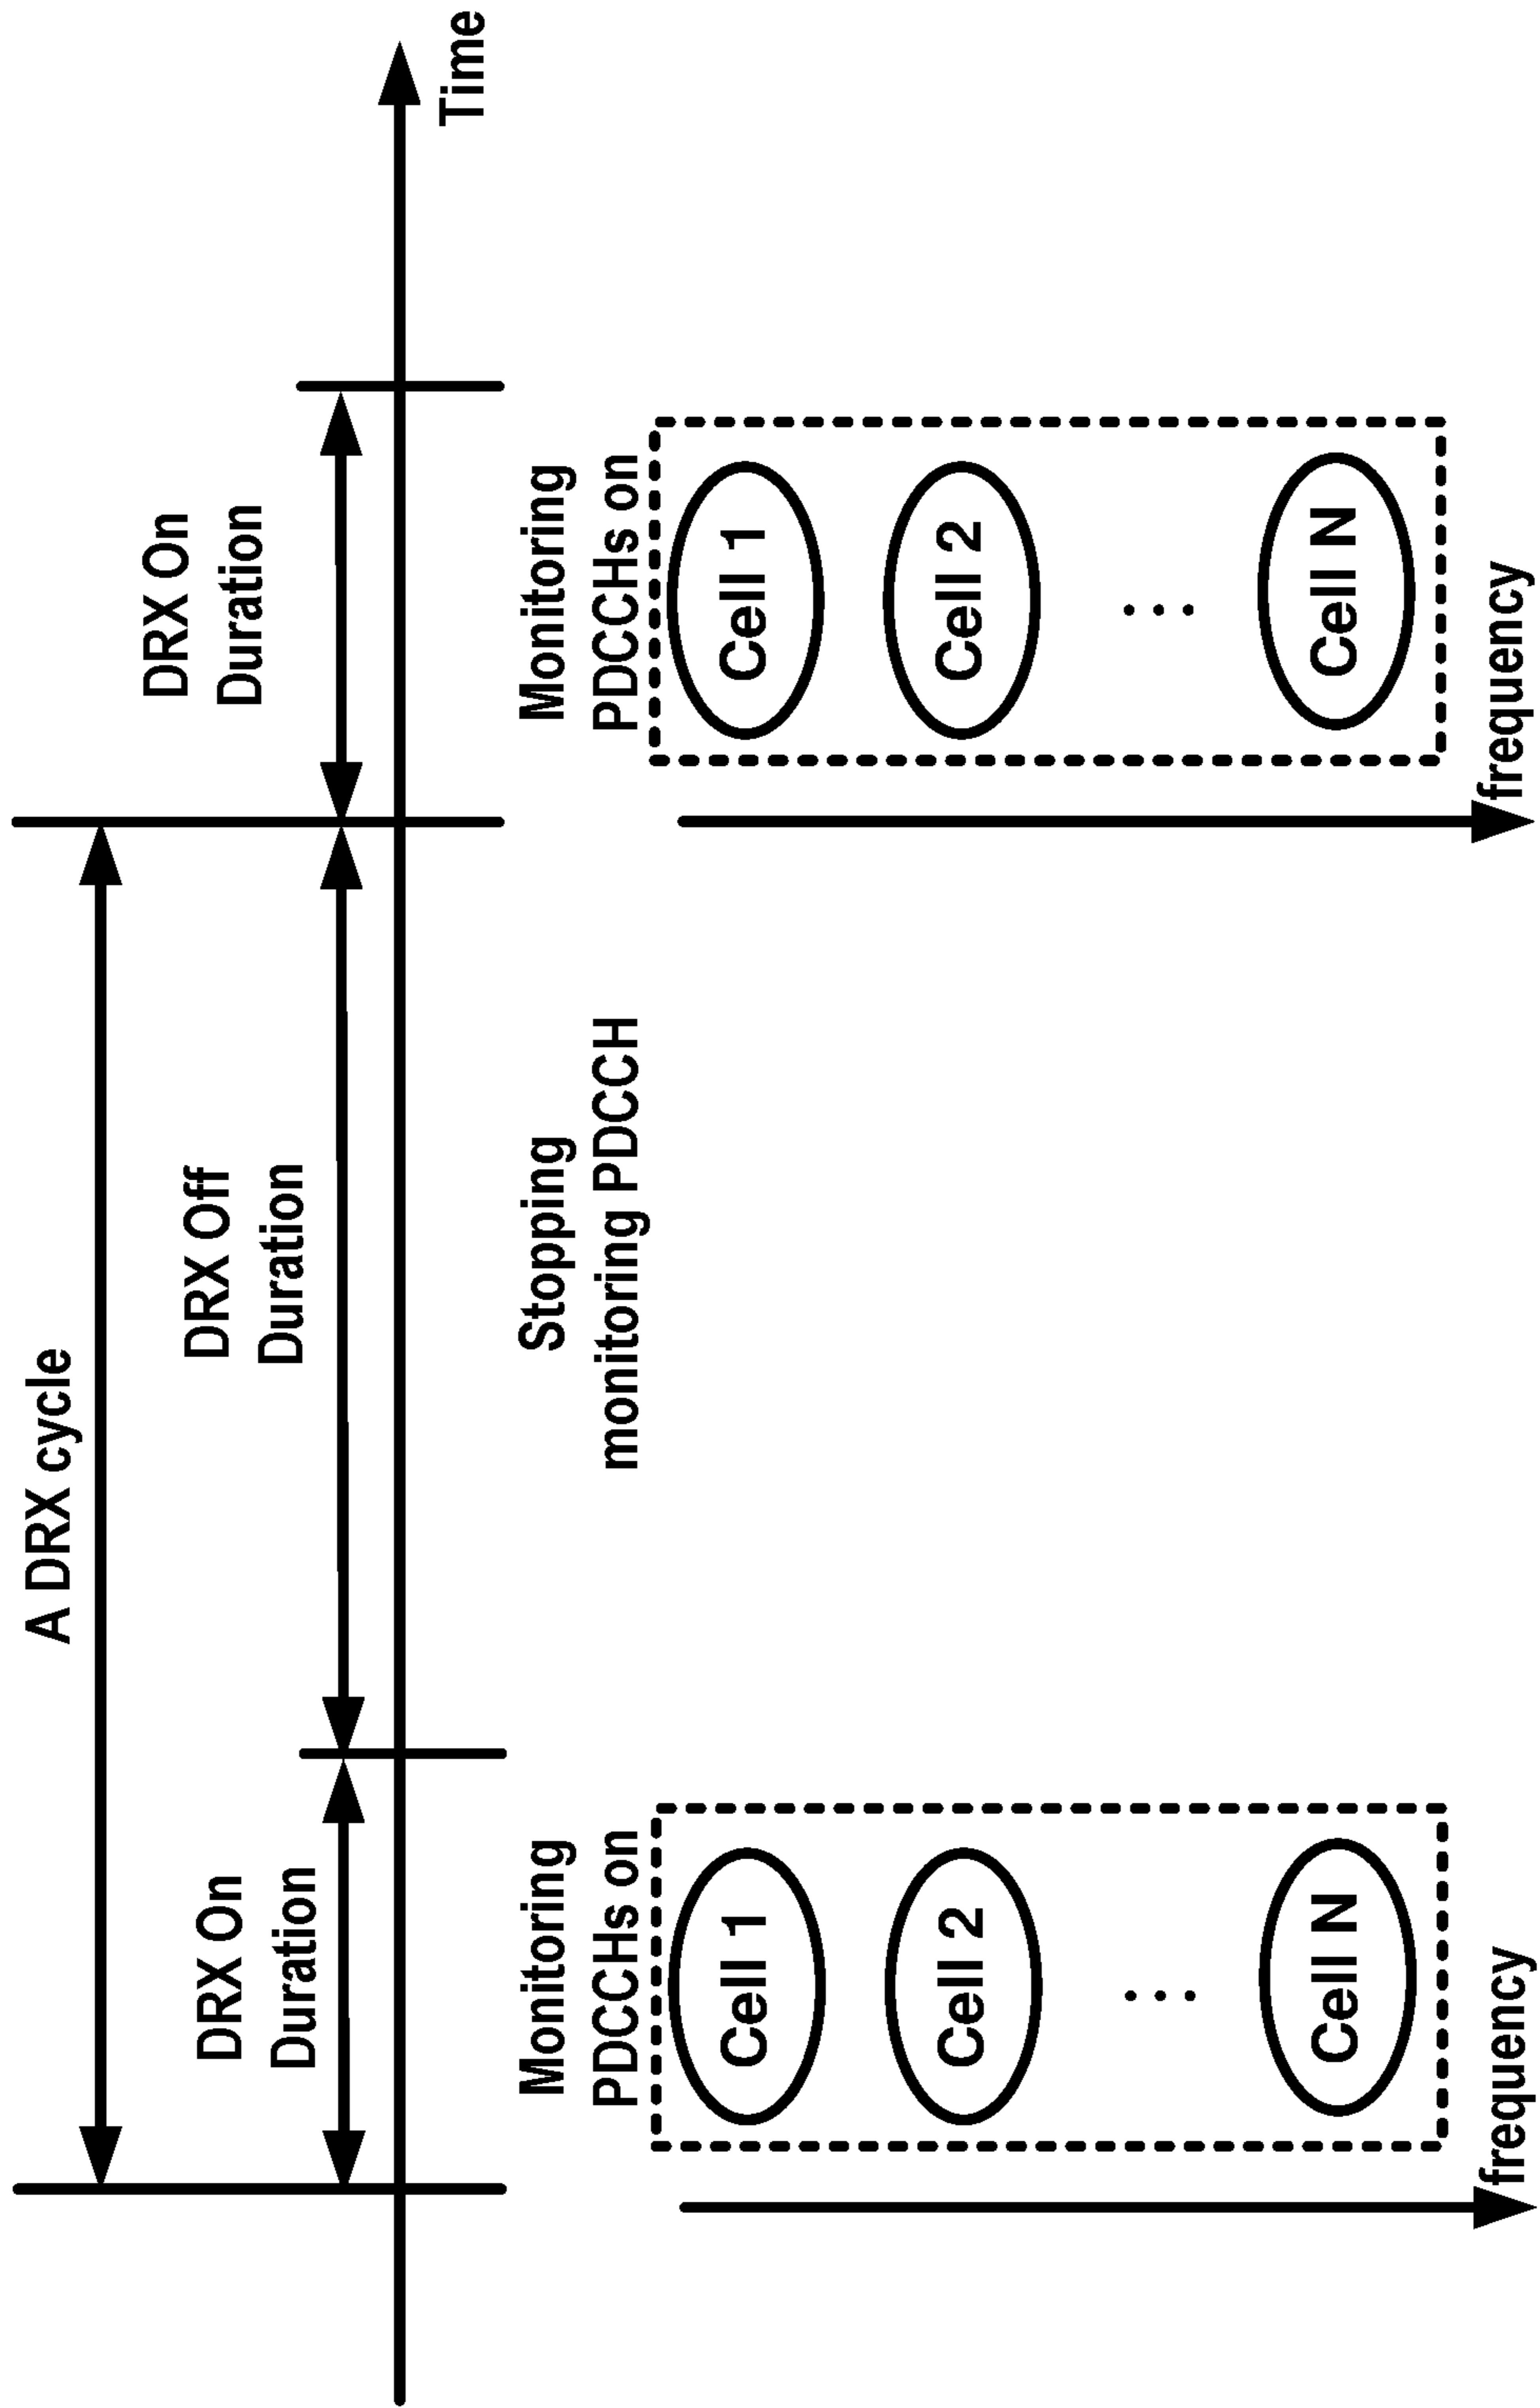 A DRX cycle
DRX On
Duration
DRX Off
Duration
DRX On
Duration
Time
Monitoring
PDCCHs on
Stopping
monitoring PDCCH
Monitoring
PDCCHs on
Cell 1
Cell 2
...
Cell N
frequency
Cell 1
Cell 2
...
Cell N
frequency